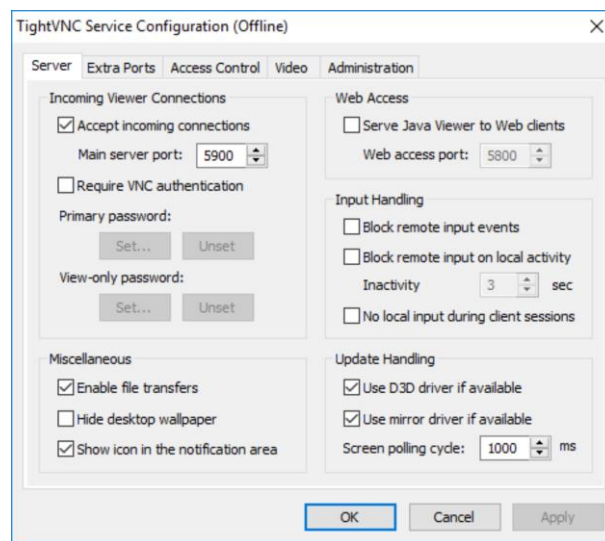 TightVNC Service Configuration (Offline)
Server Extra Ports Access Control Video Administration
Incoming Viewer Connections
Accept incoming connections
Main server port: 5900
Require VNC authentication
Primary password:
Set... Unset
View-only password:
Set... Unset
Web Access
Serve Java Viewer to Web clients
Web access port: 5800
Input Handling
Block remote input events
Block remote input on local activity
Inactivity 3 sec
No local input during client sessions
Miscellaneous
Enable file transfers
Hide desktop wallpaper
Show icon in the notification area
Update Handling
Use D3D driver if available
Use mirror driver if available
Screen polling cycle: 1000 ms
OK Cancel Apply